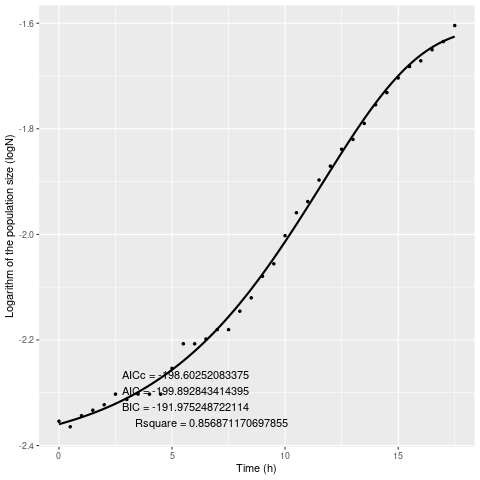 -1.6
-1.8
-2.0
-2.2
-2.4
Logarithm of the population size (logN)
AICc = -198.60252083375
AIC = -199.892843414395
BIC = -191.975248722114
Rsquare = 0.856871170697855
0
5
10
15
Time (h)